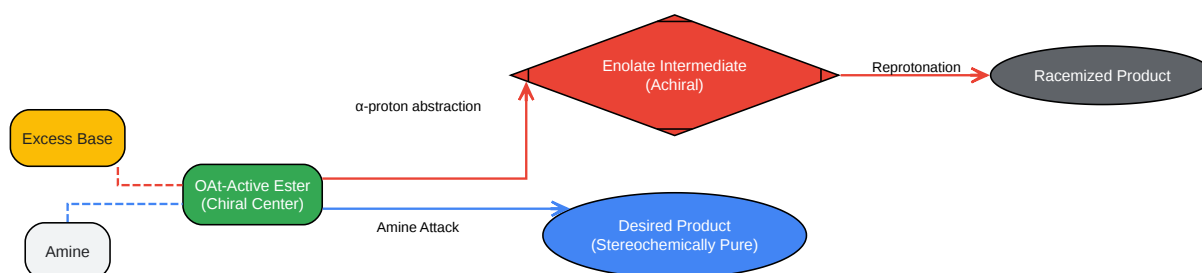 Enolate Intermediate
(Achiral)
Reprotonation
Racemized Product
α-proton abstraction
Excess Base
OAt-Active Ester
(Chiral Center)
Amine Attack
Desired Product
(Stereochemically Pure)
Amine